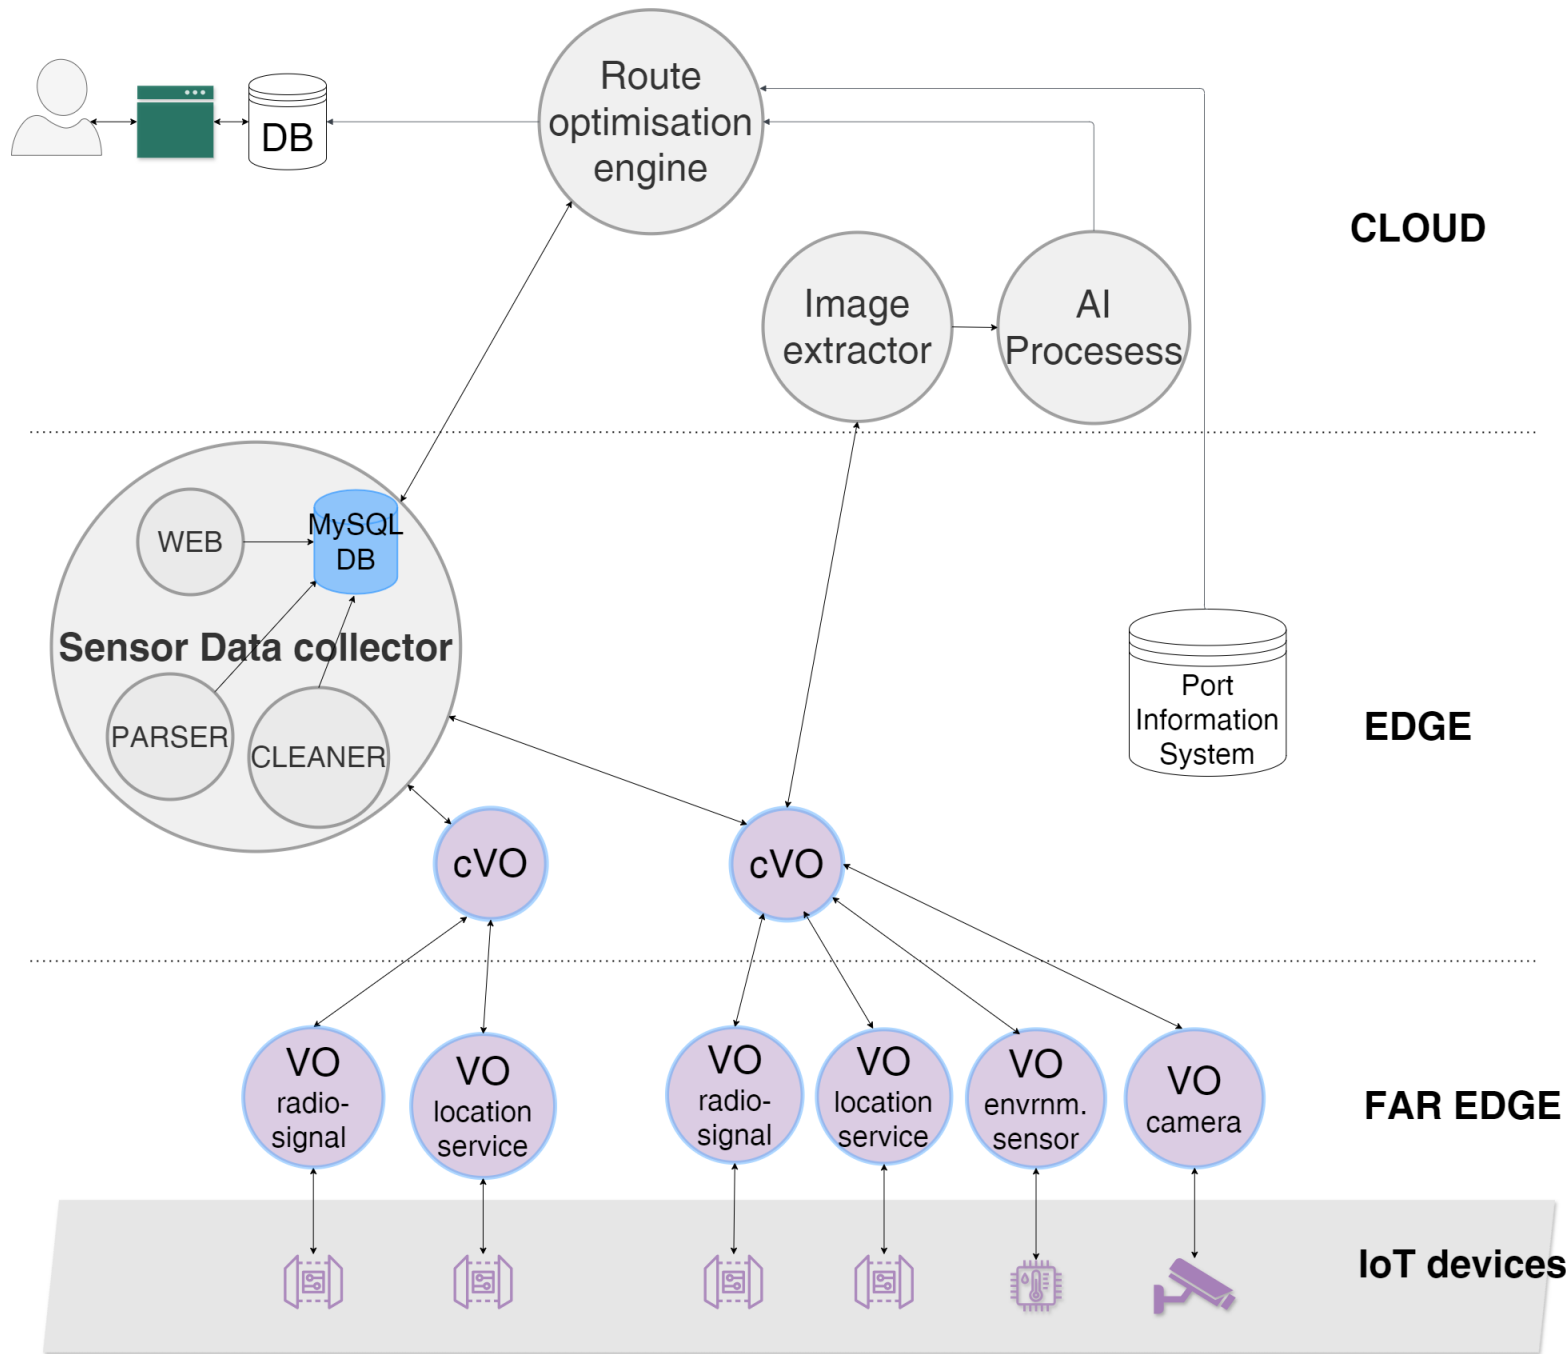 Route
optimisation
engine
DB
CLOUD
Image
extractor
AI
Procesess
MySQL
DB
WEB
Sensor Data collector
PARSER
CLEANER
Port
Information
System
EDGE
cVO
cVO
VO
radio-
signal
VO
location
service
VO
radio-
signal
VO
location
service
VO
envrnm.
sensor
VO
camera
FAR EDGE
IoT devices